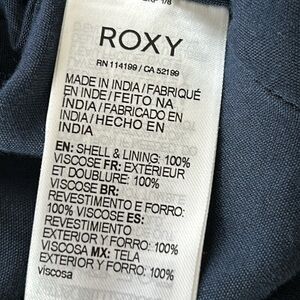 ROXY
RN 114199 / CA 52199
MADE IN INDIA / FABRIQUÉ
EN INDE / FEITO NA
ÍNDIA / FABRICADO EN
INDIA / HECHO EN
INDIA
EN: SHELL & LINING: 100%
VISCOSE FR: EXTÉRIEUR
ET DOUBLURE: 100%
VISCOSE BR:
REVESTIMENTO E FORRO:
100% VISCOSE ES:
REVESTIMIENTO
EXTERIOR Y FORRO: 100%
VISCOSA MX: TELA
EXTERIOR Y FORRO: 100%
viscosa